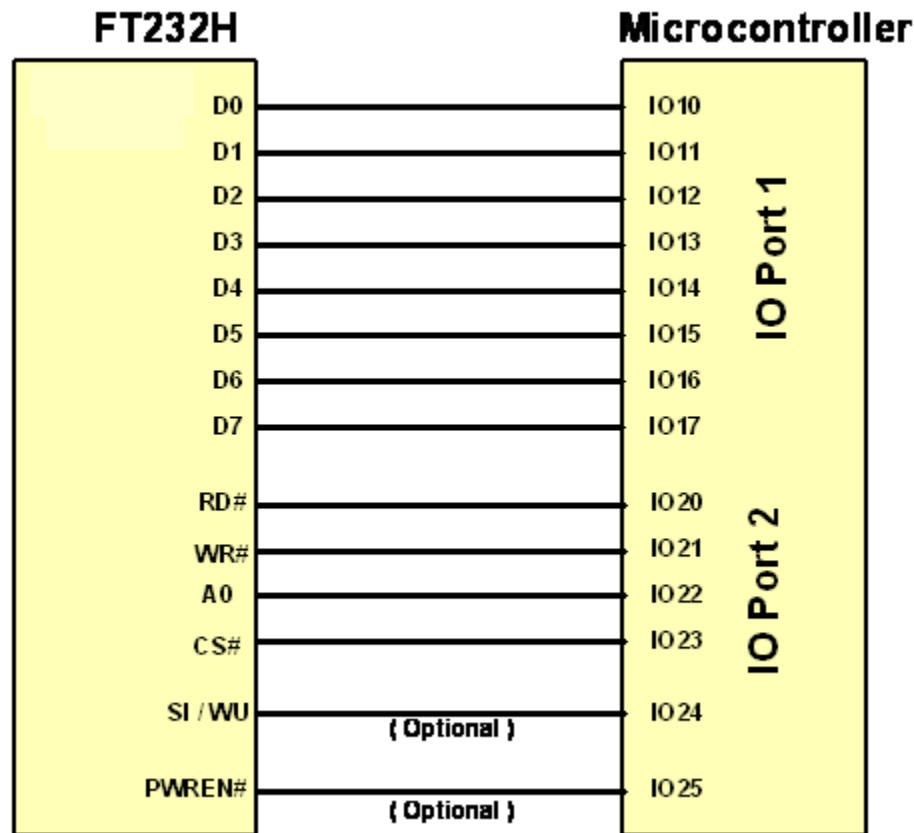 FT232H Microcontroller
D0 IO10
D1 IO11
D2 IO12
D3 IO13
D4 IO14
D5 IO15
D6 IO16
D7 IO17
IO Port 1
RD# IO20
WR# IO21
A0 IO22
CS# IO23
IO Port 2
SI / WU IO24
( Optional )
PWREN# IO25
( Optional )